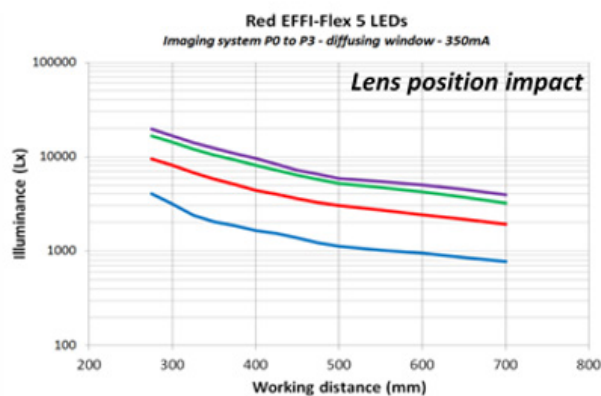 Red EFFI-Flex 5 LEDs
Imaging system P0 to P3 - diffusing window - 350mA
Lens position impact
Illuminance (Lx)
100000
10000
1000
100
200 300 400 500 600 700 800
Working distance (mm)